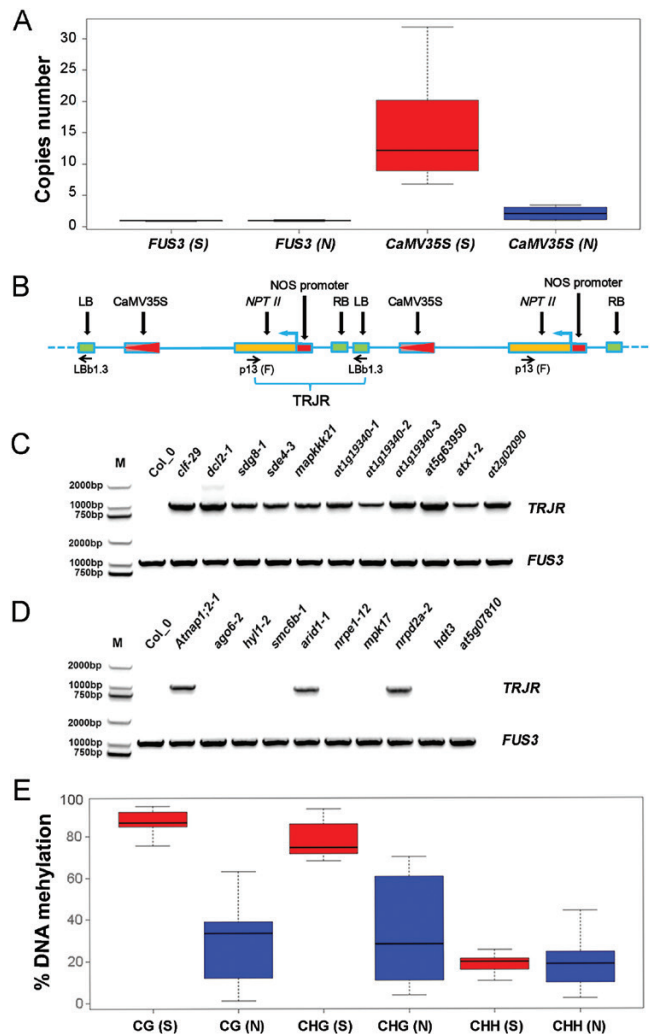 A
Copies number
30
25
20
15
10
5
0
FUS3 (S)
FUS3 (N)
CaMV35S (S)
CaMV35S (N)
B
NOS promoter
NOS promoter
LB
CaMV35S
NPT II
RB
LB
CaMV35S
NPT II
RB
LBb1.3
p13 (F)
LBb1.3
p13 (F)
TRJR
C
M
Col_0
clf-29
dcl2-1
sdg8-1
sde4-3
mapkkk21
at1g19340-1
at1g19340-2
at1g19340-3
at5g63950
atx1-2
at2g02090
2000bp
1000bp
750bp
TRJR
2000bp
1000bp
750bp
FUS3
D
M
Col_0
Atnap1;2-1
ago6-2
hyl1-2
smc6b-1
arid1-1
nrpe1-12
mpk17
nrpd2a-2
hdt3
at5g07810
2000bp
1000bp
750bp
TRJR
2000bp
1000bp
750bp
FUS3
E
% DNA mehylation
100
80
60
40
20
0
CG (S)
CG (N)
CHG (S)
CHG (N)
CHH (S)
CHH (N)